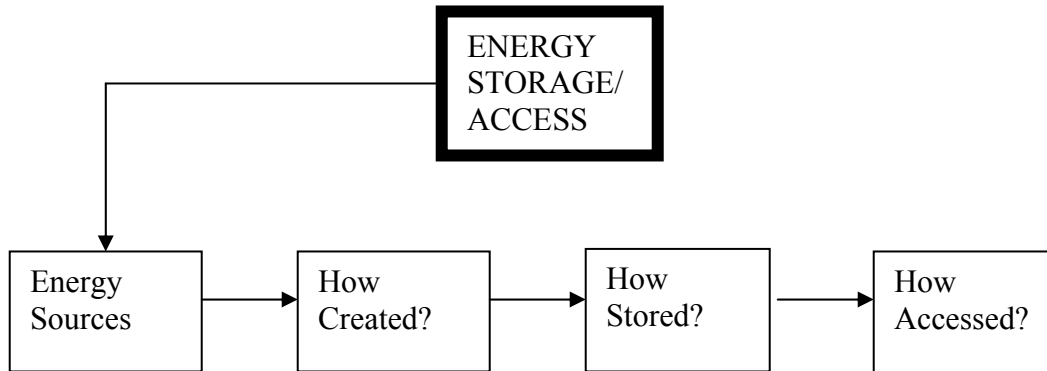 ENERGY
STORAGE/
ACCESS
Energy
Sources
How
Created?
How
Stored?
How
Accessed?